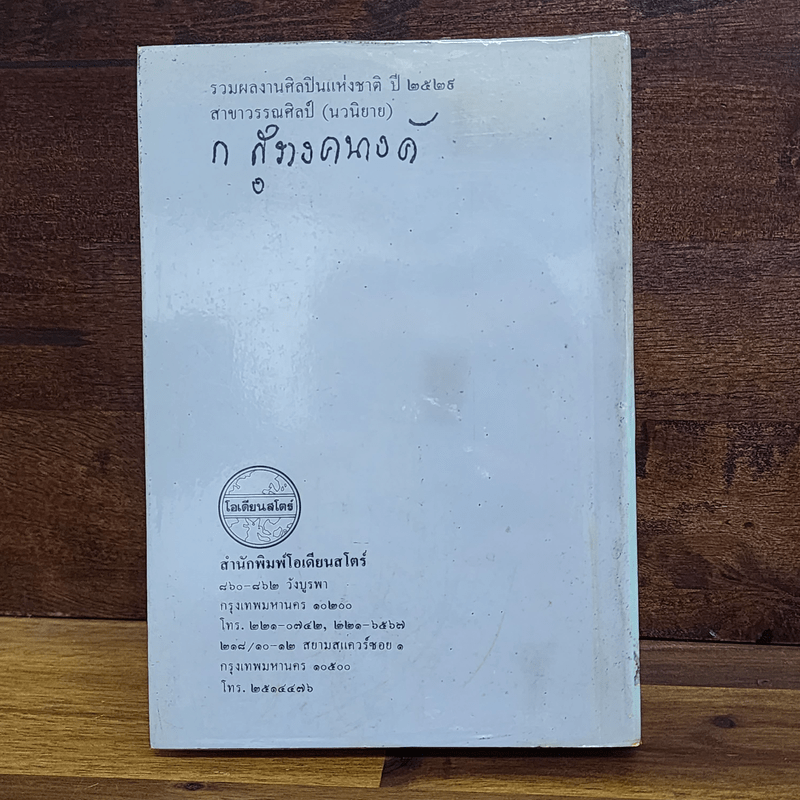 รวมผลงานศิลปินแห่งชาติ ปี ๒๕๒๙
สาขาวรรณศิลป์ (นวนิยาย)
ก สุรางคนางค์
โอเดียนสโตร์
สำนักพิมพ์โอเดียนสโตร์
๘๖๐-๘๖๒ วังบูรพา
กรุงเทพมหานคร ๑๐๒๐๐
โทร. ๒๒๑-๐๗๔๒, ๒๒๑-๖๕๖๗
๒๑๘/๑๐-๑๒ สยามสแควร์ซอย ๑
กรุงเทพมหานคร ๑๐๕๐๐
โทร. ๒๕๑๔๔๗๖